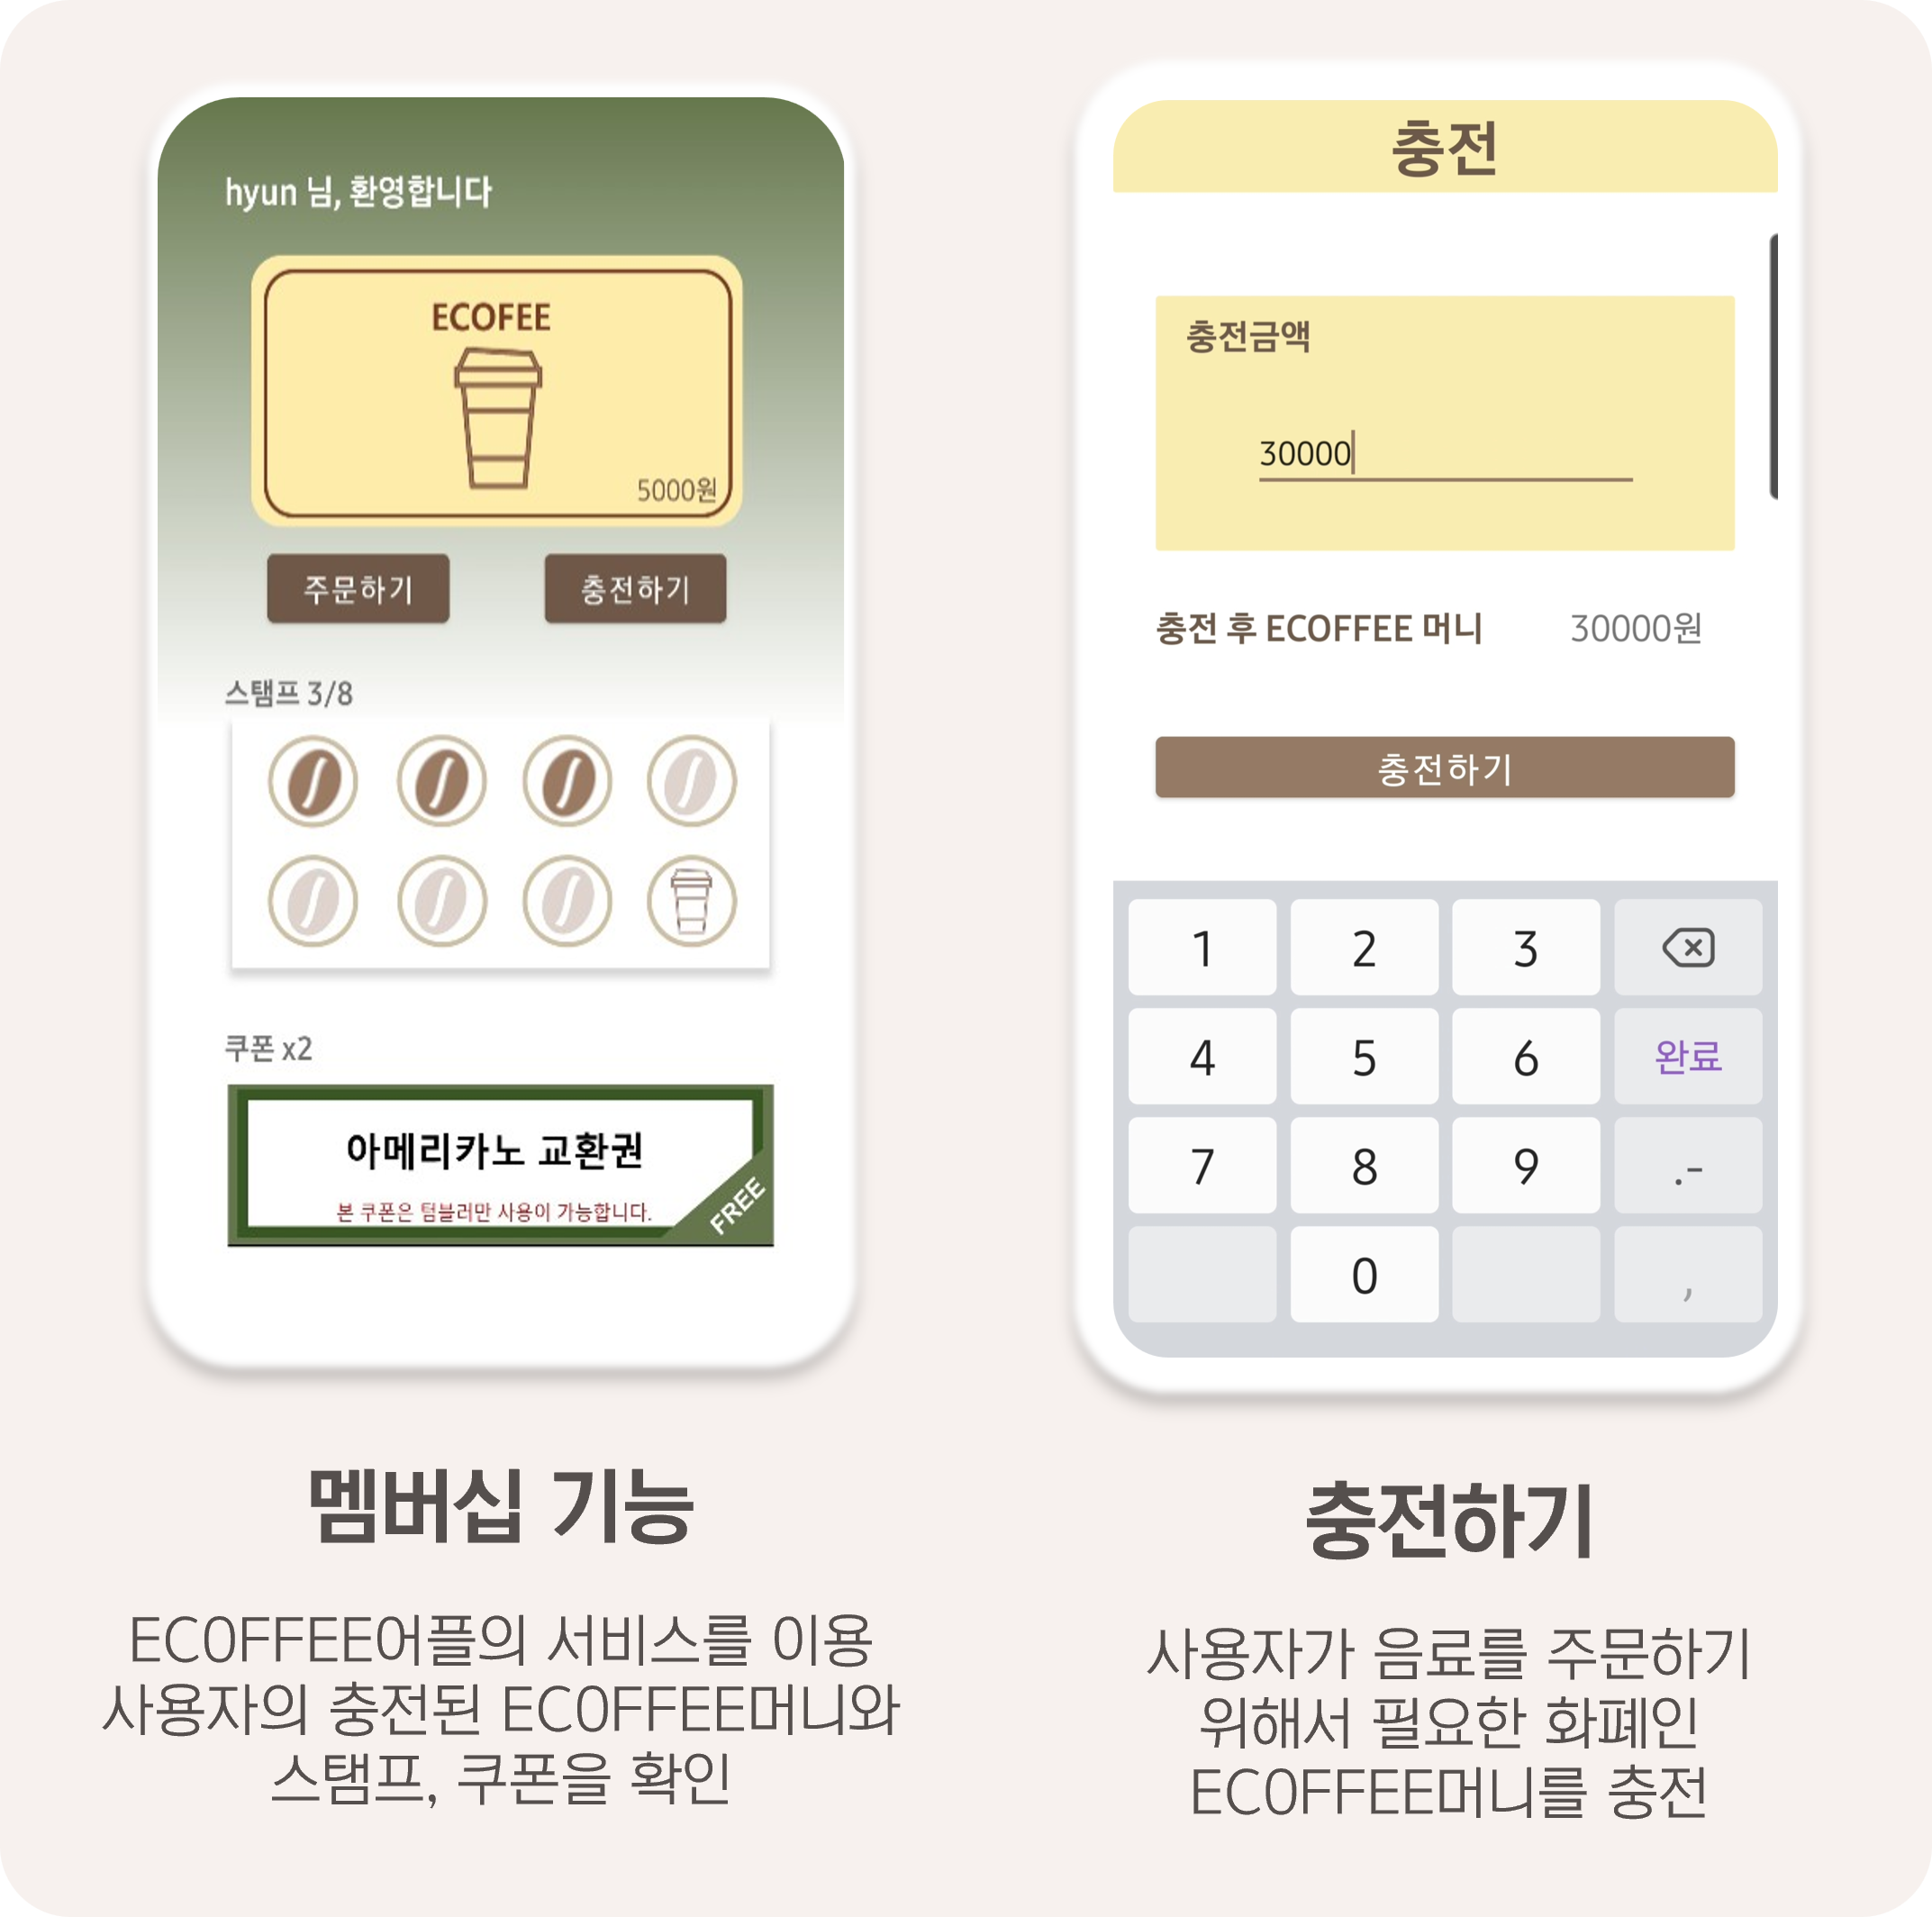 hyun 님, 환영합니다
ECOFEE
5000원
주문하기
충전하기
스탬프 3/8
쿠폰 x2
아메리카노 교환권
본 쿠폰은 텀블러만 사용이 가능합니다.
FREE
멤버십 기능
ECOFFEE어플의 서비스를 이용
사용자의 충전된 ECOFFEE머니와
스탬프, 쿠폰을 확인
충전
충전금액
30000
충전 후 ECOFFEE 머니 30000원
충전하기
1 2 3
4 5 6 완료
7 8 9 .-
0 ,
충전하기
사용자가 음료를 주문하기
위해서 필요한 화폐인
ECOFFEE머니를 충전